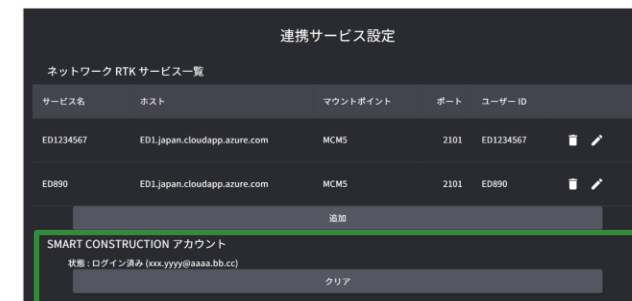 連携サービス設定
ネットワーク RTK サービス一覧
サービス名 ホスト マウントポイント ポート ユーザー ID
ED1234567 ED1.japan.cloudapp.azure.com MCM5 2101 ED1234567
ED890 ED1.japan.cloudapp.azure.com MCM5 2101 ED890
追加
SMART CONSTRUCTION アカウント
状態 : ログイン済み (xxx.yyyy@aaaa.bb.cc)
クリア